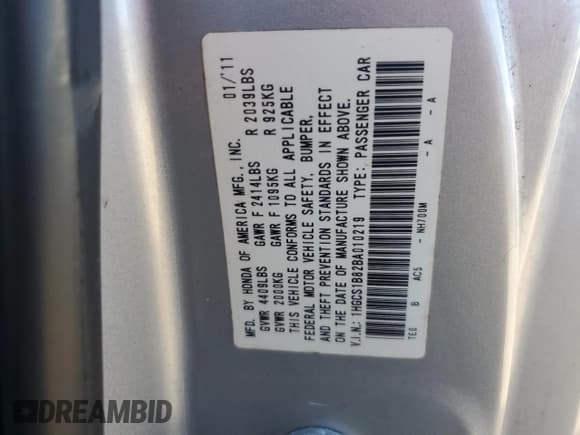 MFD. BY HONDA OF AMERICA MFG., INC. 01/'11
GVWR 4409LBS GAWR F 2414LBS R 2039LBS
GVWR 2000KG GAWR F 1095KG R 925KG
THIS VEHICLE CONFORMS TO ALL APPLICABLE
FEDERAL MOTOR VEHICLE SAFETY, BUMPER,
AND THEFT PREVENTION STANDARDS IN EFFECT
ON THE DATE OF MANUFACTURE SHOWN ABOVE.
V.I.N.: 1HGCS1B82BA010219 TYPE: PASSENGER CAR
TE0 B AC5 - NH700M - A - A
DREAMBID